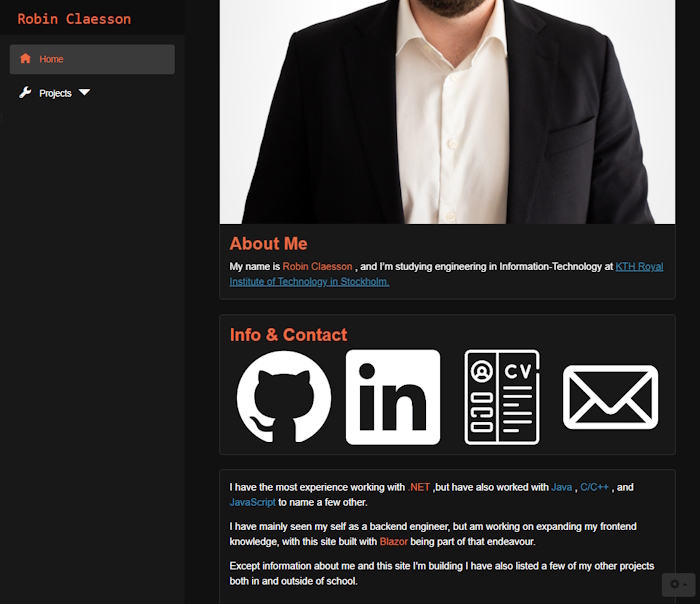 Robin Claesson
Home
Projects
About Me
My name is Robin Claesson , and I'm studying engineering in Information-Technology at KTH Royal
Institute of Technology in Stockholm.
Info & Contact
in
CV
I have the most experience working with .NET ,but have also worked with Java , C/C++ , and
JavaScript to name a few other.
I have mainly seen my self as a backend engineer, but am working on expanding my frontend
knowledge, with this site built with Blazor being part of that endeavour.
Except information about me and this site I'm building I have also listed a few of my other projects
both in and outside of school.